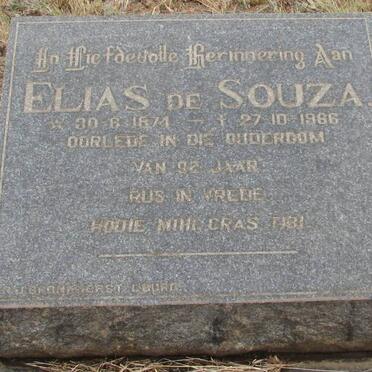 In Liefdevolle Herinnering Aan
ELIAS DE SOUZA
* 30-6-1874 - † 27-10-1966
OORLEDE IN DIE OUDERDOM
VAN 92 JAAR
RUS IN VREDE
HODIE MIHI CRAS TIBI